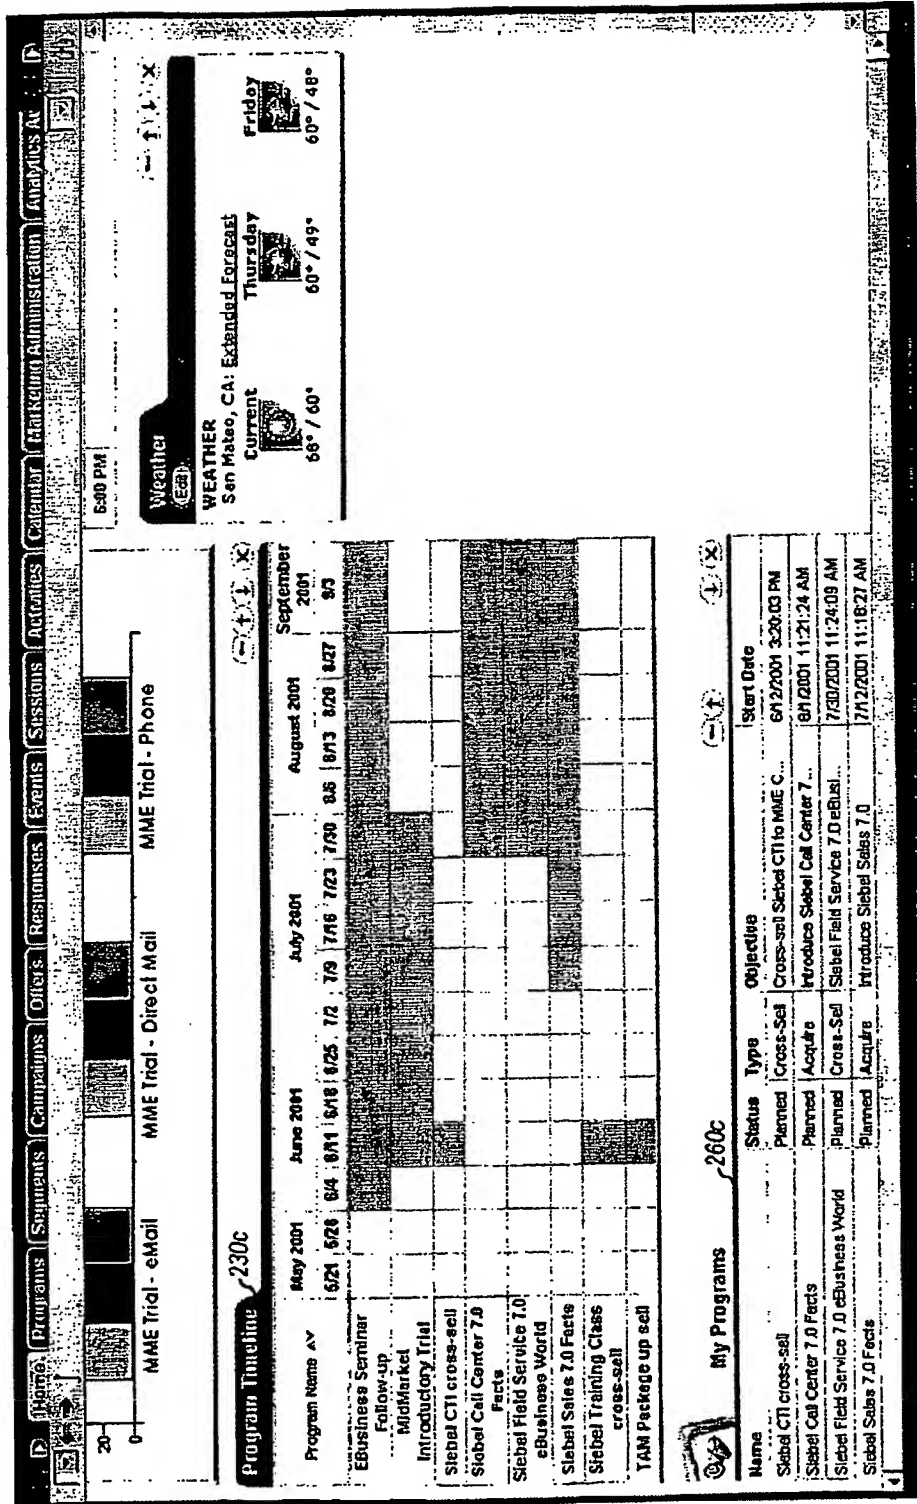 Home Programs Segments Campaigns Offers Responses Events Sessions Activities Calendar Marketing Administration Analytics
20
0
MME Trial - eMail MME Trial - Direct Mail MME Trial - Phone
6:00 PM
Program Timeline 230c
Program Name
May 2001 June 2001 July 2001 August 2001 September 2001
5/21 5/28 6/4 6/11 6/18 6/25 7/2 7/9 7/16 7/23 7/30 8/6 8/13 8/20 8/27 9/3
EBusiness Seminar
Follow-up
MidMarket
Introductory Trial
Siebel CTI cross-sell
Siebel Call Center 7.0
Facts
Siebel Field Service 7.0
eBusiness World
Siebel Sales 7.0 Facts
Siebel Training Class
cross-sell
TAM Package up sell
Weather
Edit
WEATHER
San Mateo, CA: Extended Forecast
Current Thursday Friday
68° / 60° 60° / 49° 60° / 48°
My Programs 260c
Name Status Type Objective Start Date
Siebel CTI cross-sell Planned Cross-Sell Cross-sell Siebel CTI to MME C... 6/12/2001 3:20:03 PM
Siebel Call Center 7.0 Facts Planned Acquire Introduce Siebel Call Center 7... 8/1/2001 11:21:24 AM
Siebel Field Service 7.0 eBusiness World Planned Cross-Sell Siebel Field Service 7.0 eBusi... 7/30/2001 11:24:09 AM
Siebel Sales 7.0 Facts Planned Acquire Introduce Siebel Sales 7.0 7/12/2001 11:18:27 AM